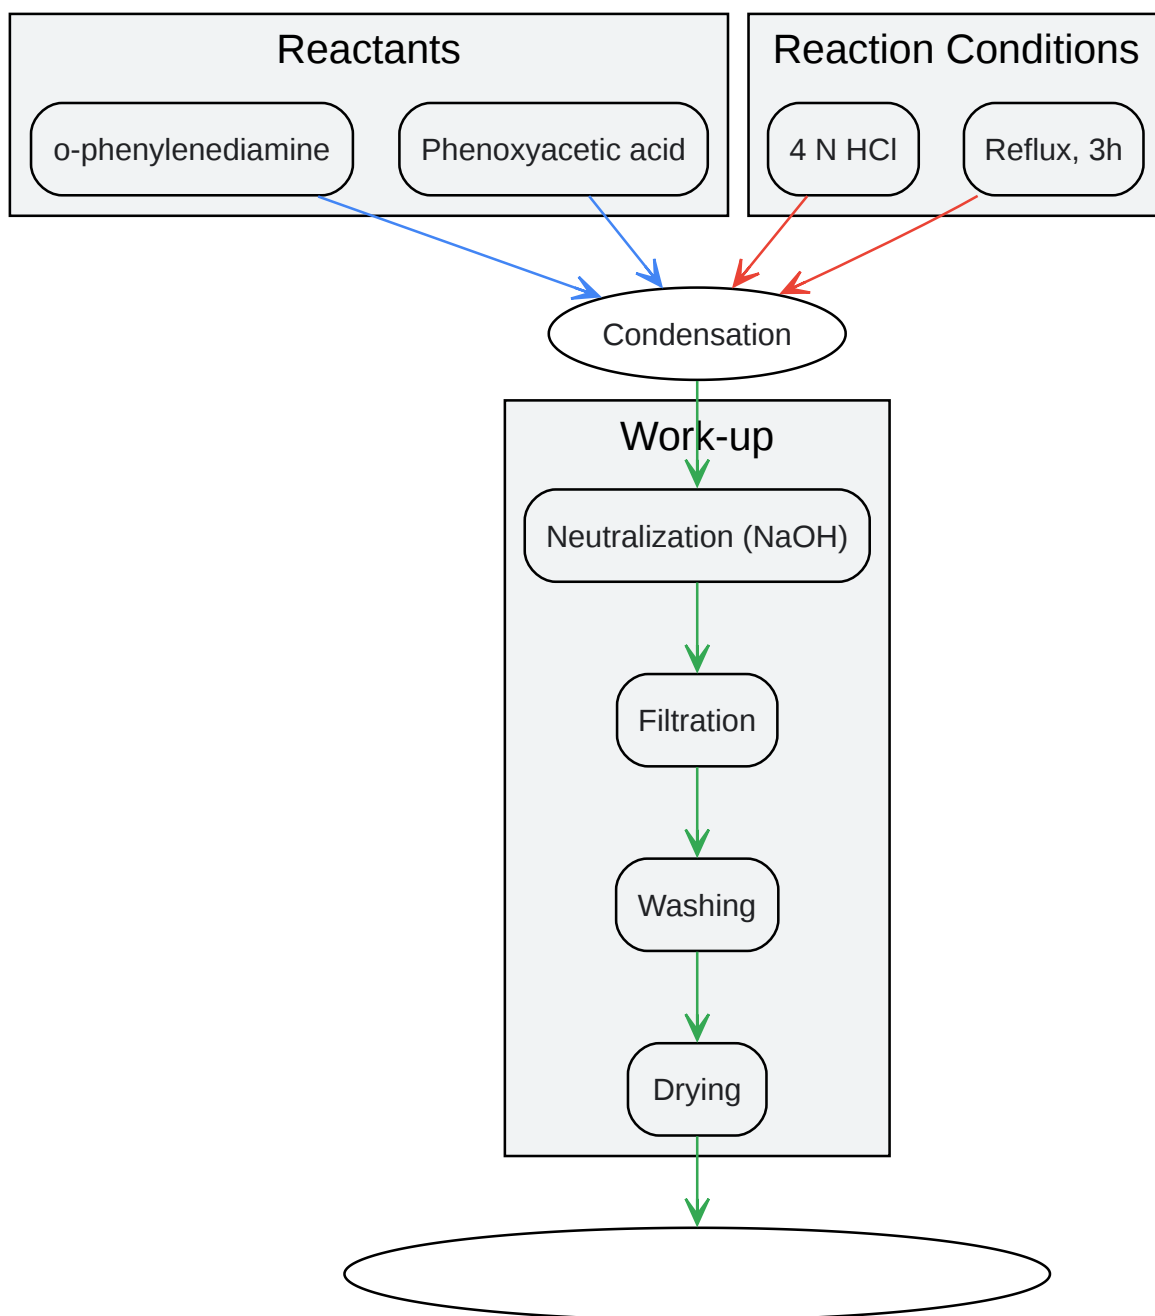 Reactants
Reaction Conditions
o-phenylenediamine
Phenoxyacetic acid
4 N HCl
Reflux, 3h
Condensation
Work-up
Neutralization (NaOH)
Filtration
Washing
Drying